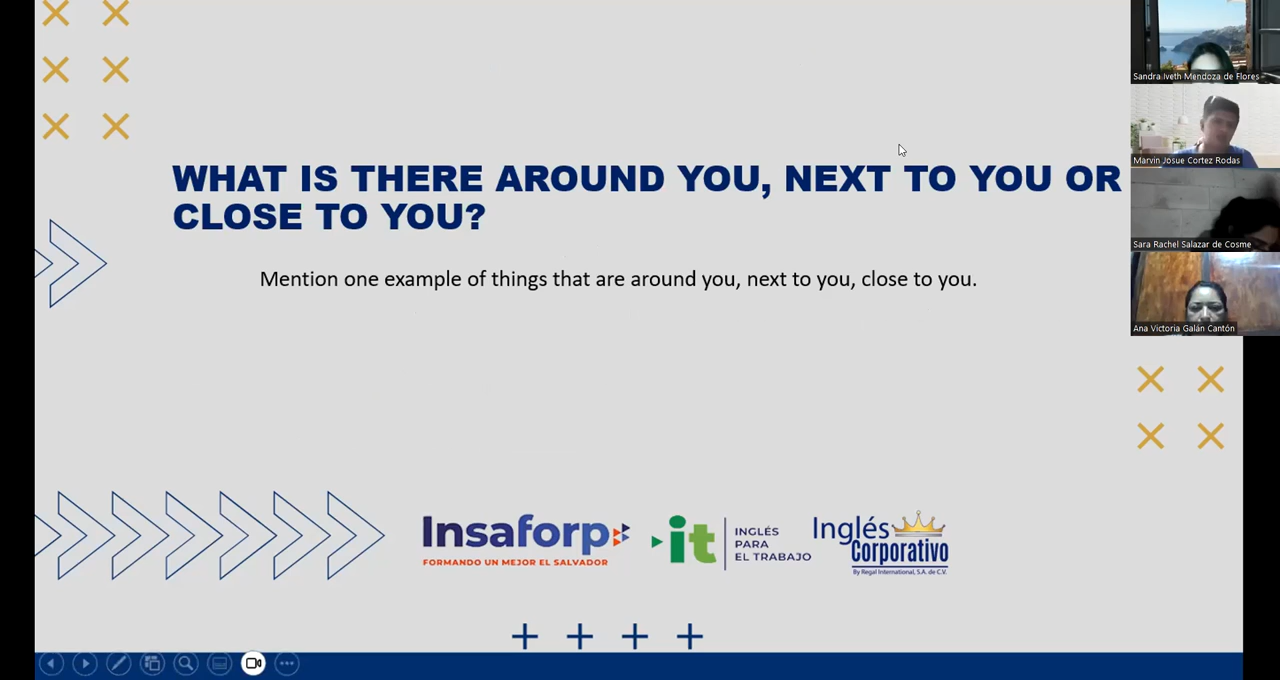 WHAT IS THERE AROUND YOU, NEXT TO YOU OR
CLOSE TO YOU?
Mention one example of things that are around you, next to you, close to you.
Sandra Iveth Mendoza de Flores
Marvin Josue Cortez Rodas
Sara Rachel Salazar de Cosme
Ana Victoria Galán Cantón
Insaforp
FORMANDO UN MEJOR EL SALVADOR
it
INGLÉS
PARA
EL TRABAJO
Inglés
Corporativo
By Regal International, S.A. de C.V.